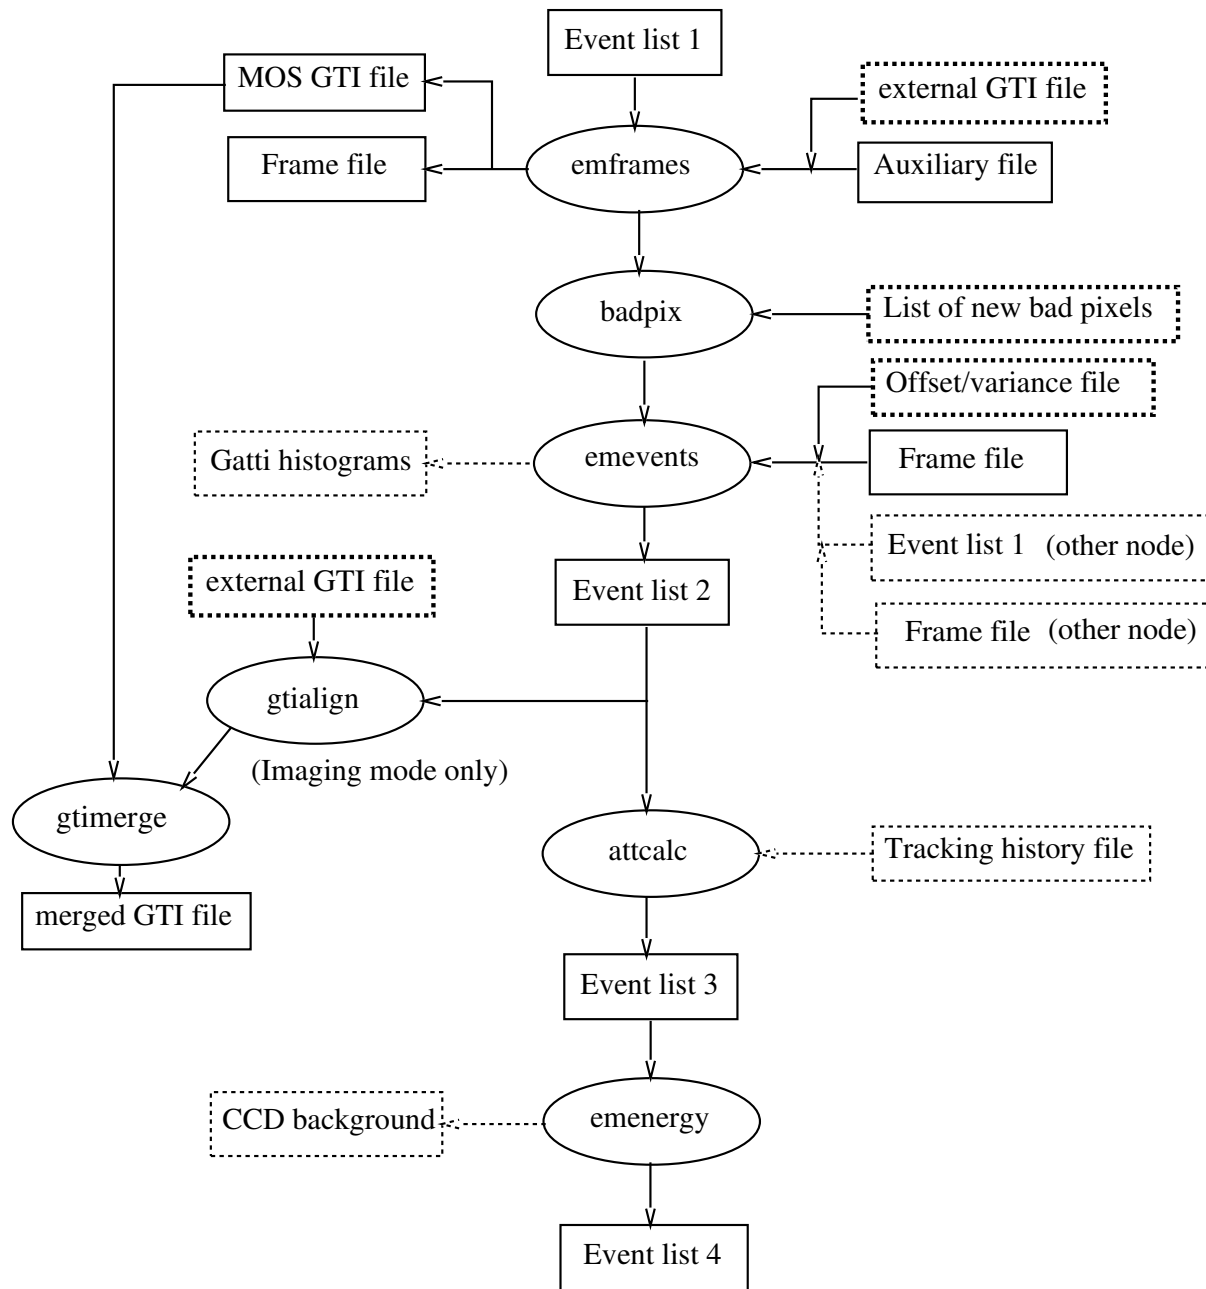 Event list 1
MOS GTI file
external GTI file
Frame file
emframes
Auxiliary file
badpix
List of new bad pixels
Offset/variance file
Gatti histograms
emevents
Frame file
Event list 1 (other node)
external GTI file
Event list 2
Frame file (other node)
gtialign
(Imaging mode only)
gtimerge
attcalc
Tracking history file
merged GTI file
Event list 3
CCD background
emenergy
Event list 4